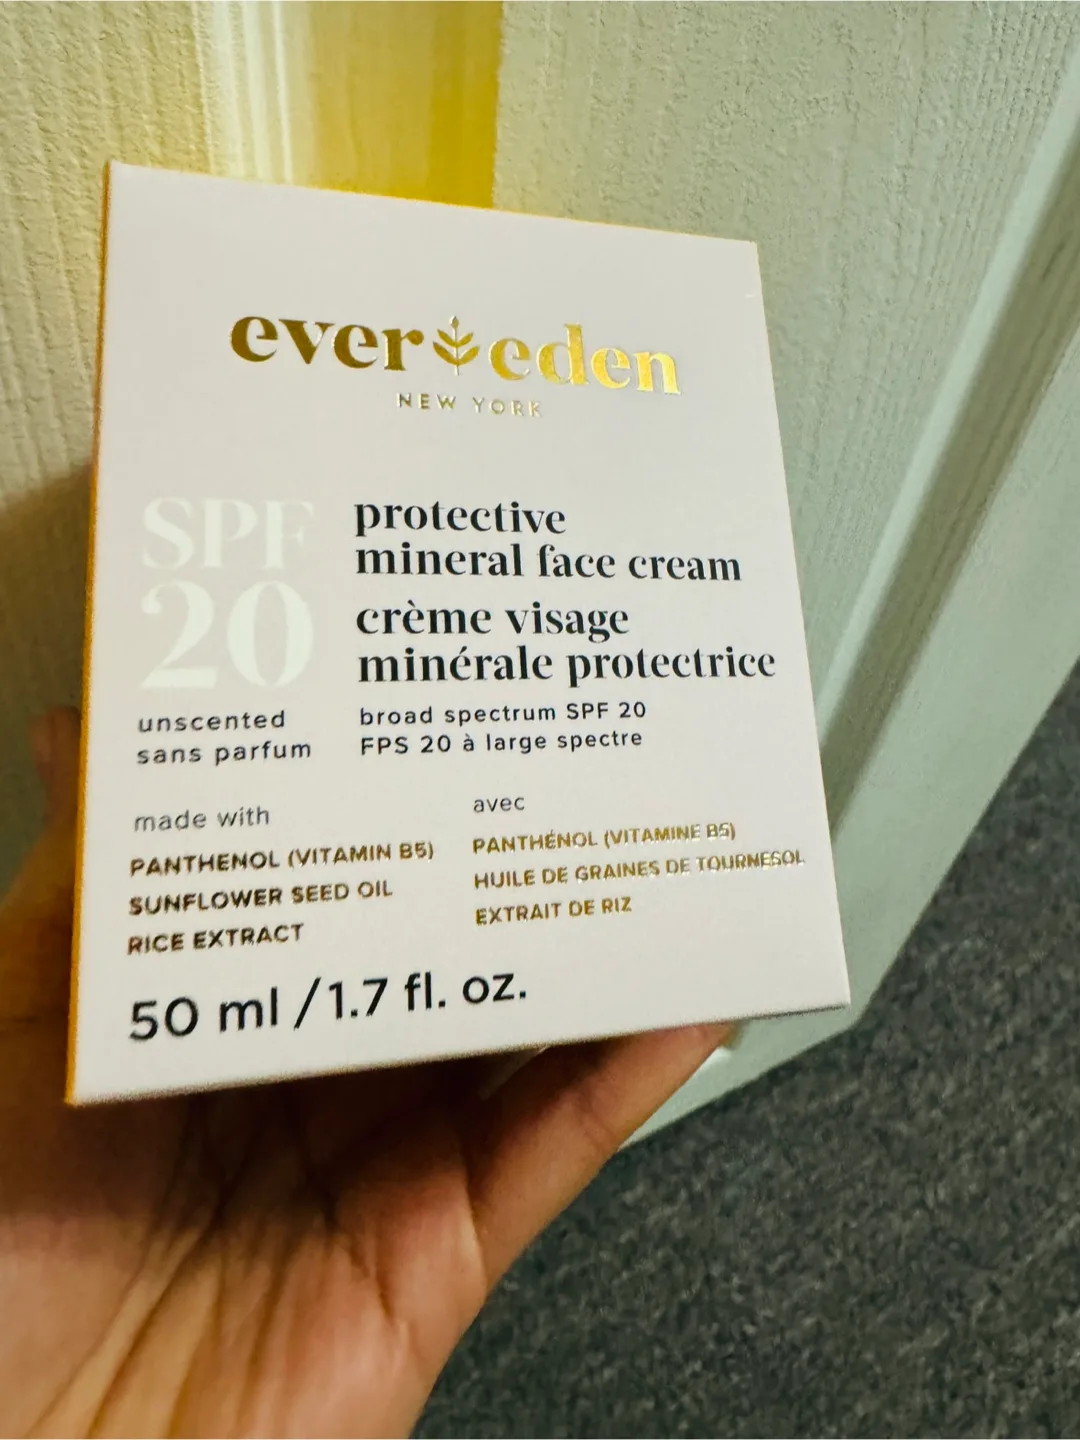 ever eden
NEW YORK
SPF
20
unscented
sans parfum
protective
mineral face cream
crème visage
minérale protectrice
broad spectrum SPF 20
FPS 20 à large spectre
made with
PANTHENOL (VITAMIN B5)
SUNFLOWER SEED OIL
RICE EXTRACT
avec
PANTHÉNOL (VITAMINE B5)
HUILE DE GRAINES DE TOURNESOL
EXTRAIT DE RIZ
50 ml / 1.7 fl. oz.